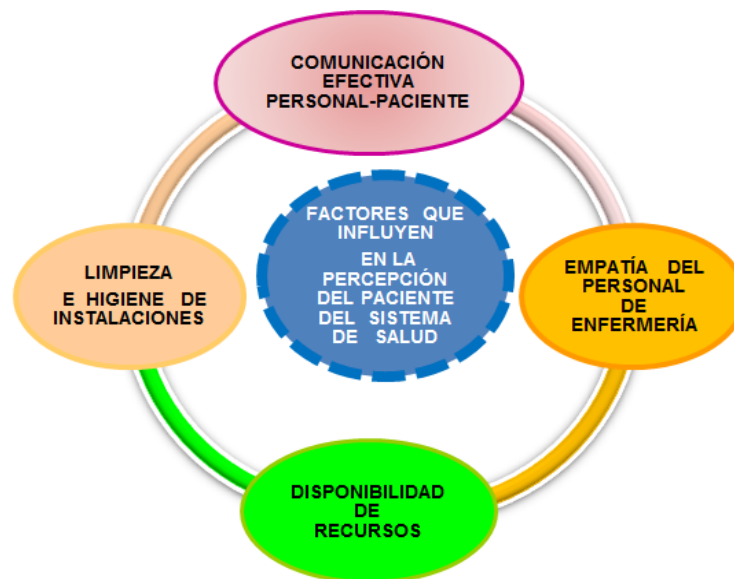 COMUNICACIÓN
EFECTIVA
PERSONAL-PACIENTE
FACTORES QUE
INFLUYEN
EN LA
PERCEPCIÓN
DEL PACIENTE
DEL SISTEMA
DE SALUD
LIMPIEZA
E HIGIENE DE
INSTALACIONES
EMPATÍA DEL
PERSONAL
DE
ENFERMERÍA
DISPONIBILIDAD
DE
RECURSOS